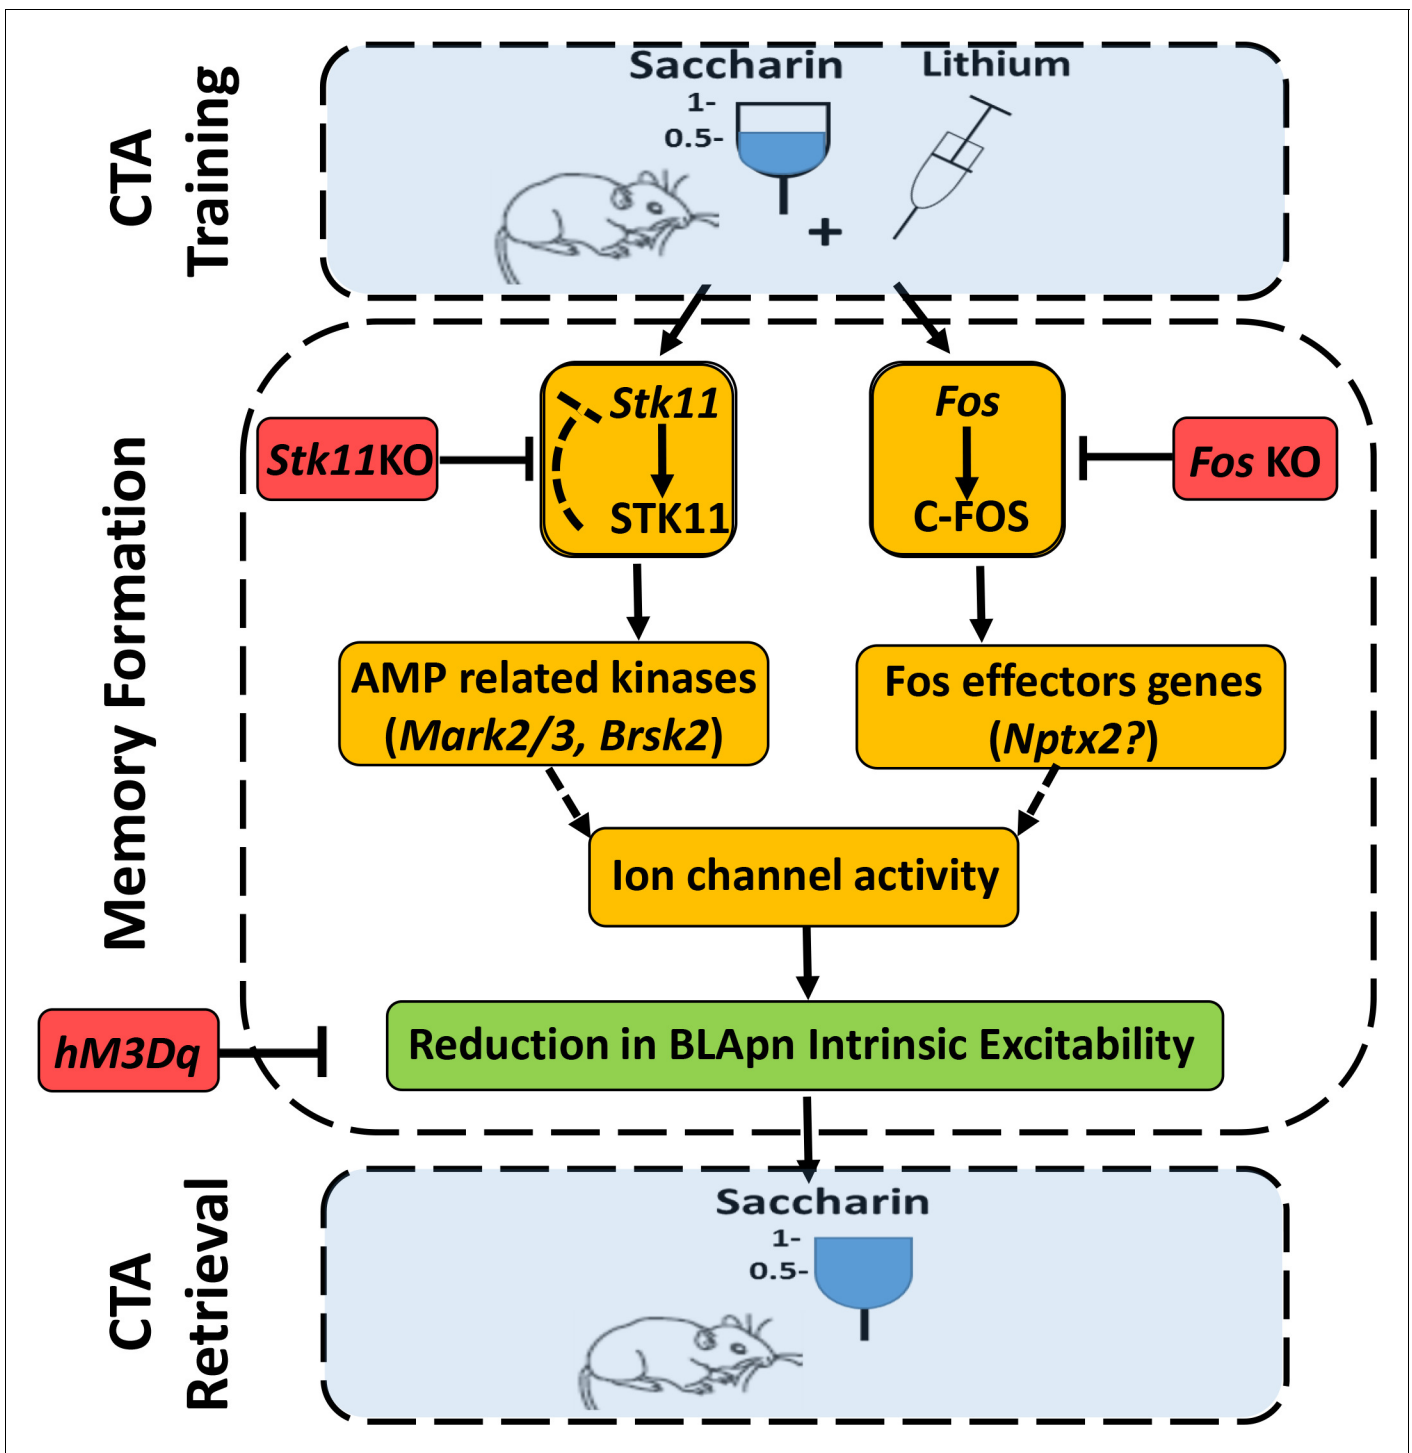 CTA
Training
Saccharin
Lithium
1-
0.5-
+
Stk11KO
Stk11
STK11
Fos
C-FOS
Fos KO
Memory Formation
AMP related kinases
(Mark2/3, Brsk2)
Fos effectors genes
(Nptx2?)
Ion channel activity
hM3Dq
Reduction in BLApn Intrinsic Excitability
CTA
Retrieval
Saccharin
1-
0.5-